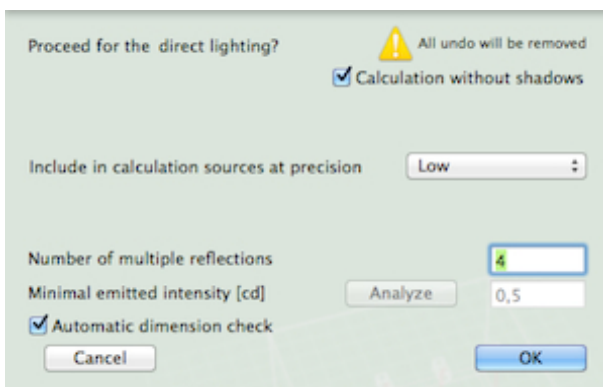 Proceed for the direct lighting?
All undo will be removed
Calculation without shadows
Include in calculation sources at precision
Low
Number of multiple reflections
4
Minimal emitted intensity [cd]
Analyze
0,5
Automatic dimension check
Cancel
OK